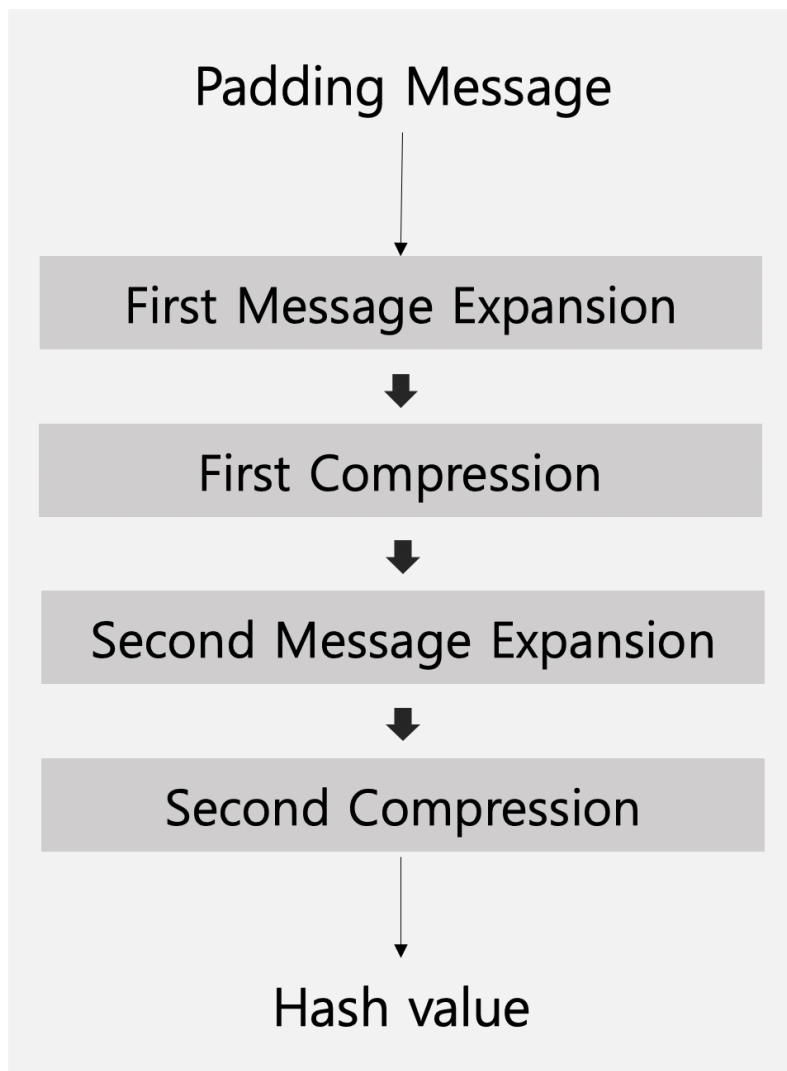 Padding Message
First Message Expansion
First Compression
Second Message Expansion
Second Compression
Hash value